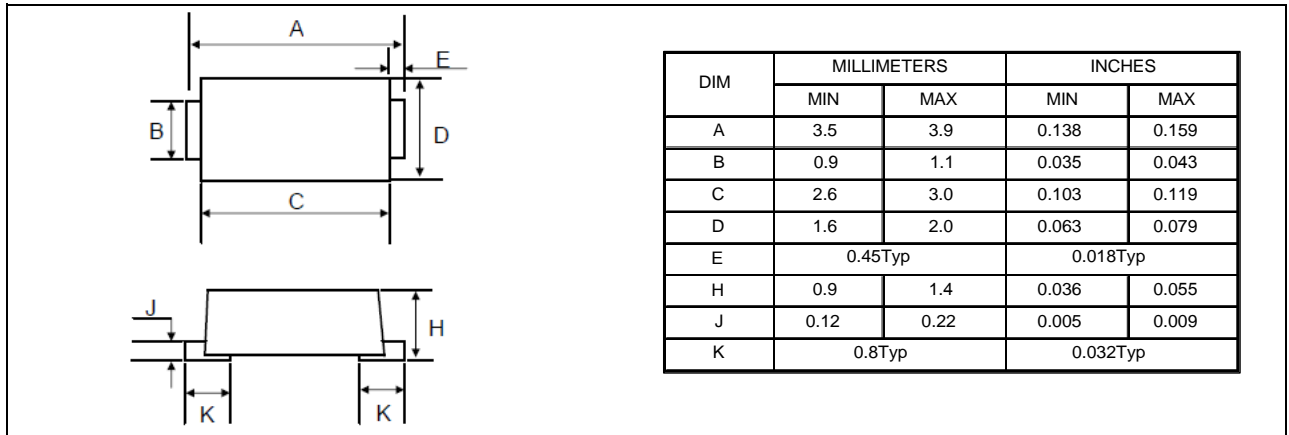 A
E
B
D
C
J
H
K K
DIM MILLIMETERS INCHES
MIN MAX MIN MAX
A 3.5 3.9 0.138 0.159
B 0.9 1.1 0.035 0.043
C 2.6 3.0 0.103 0.119
D 1.6 2.0 0.063 0.079
E 0.45Typ 0.018Typ
H 0.9 1.4 0.036 0.055
J 0.12 0.22 0.005 0.009
K 0.8Typ 0.032Typ